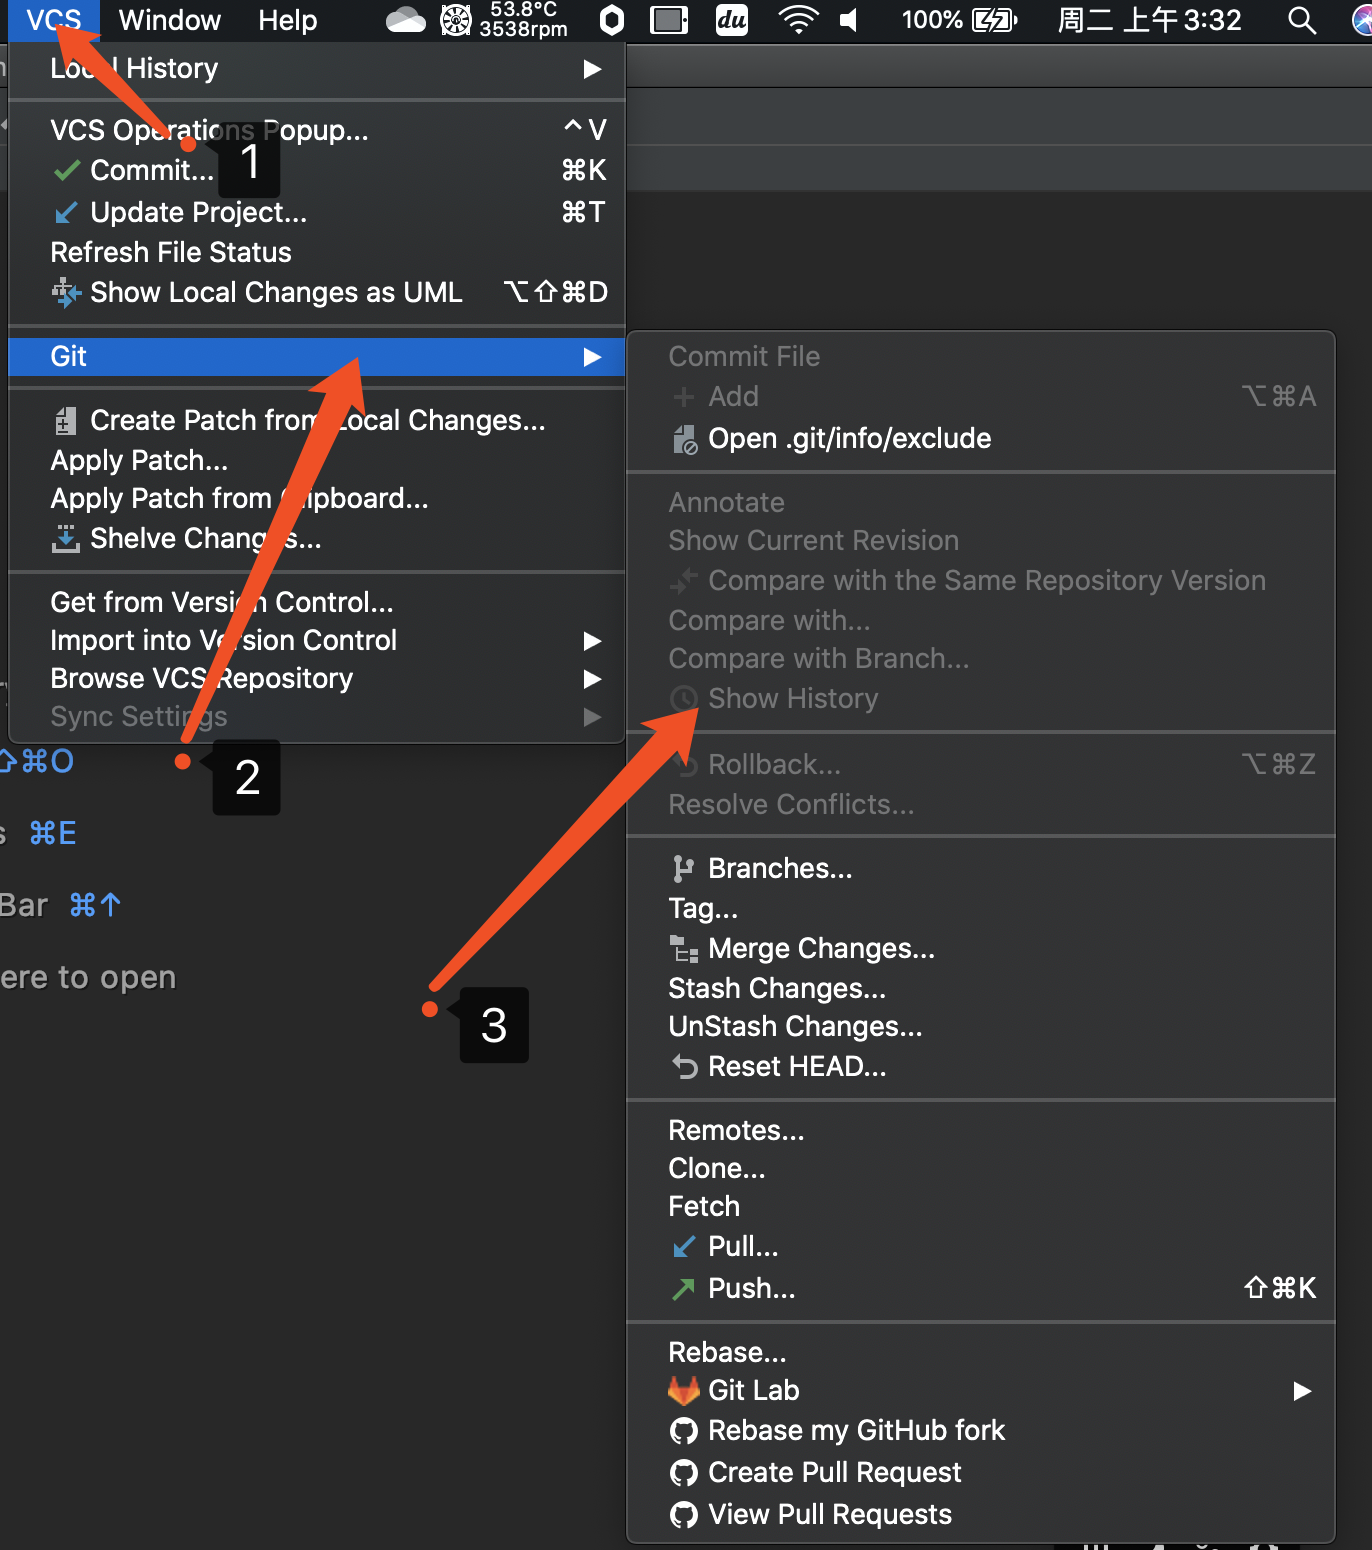 VCS Window Help 53.8°C 3538rpm du 100% 周二 上午 3:32
Local History
VCS Operations Popup... ^V
1
Commit... ⌘K
Update Project... ⌘T
Refresh File Status
Show Local Changes as UML ⌥⇧⌘D
Git
Create Patch from Local Changes...
Apply Patch...
Apply Patch from Clipboard...
Shelve Changes...
Get from Version Control...
Import into Version Control
Browse VCS Repository
Sync Settings
⇧⌘O
2
s ⌘E
Bar ⌘↑
ere to open
3
Commit File
Add ⌥⌘A
Open .git/info/exclude
Annotate
Show Current Revision
Compare with the Same Repository Version
Compare with...
Compare with Branch...
Show History
Rollback... ⌥⌘Z
Resolve Conflicts...
Branches...
Tag...
Merge Changes...
Stash Changes...
UnStash Changes...
Reset HEAD...
Remotes...
Clone...
Fetch
Pull...
Push... ⇧⌘K
Rebase...
Git Lab
Rebase my GitHub fork
Create Pull Request
View Pull Requests